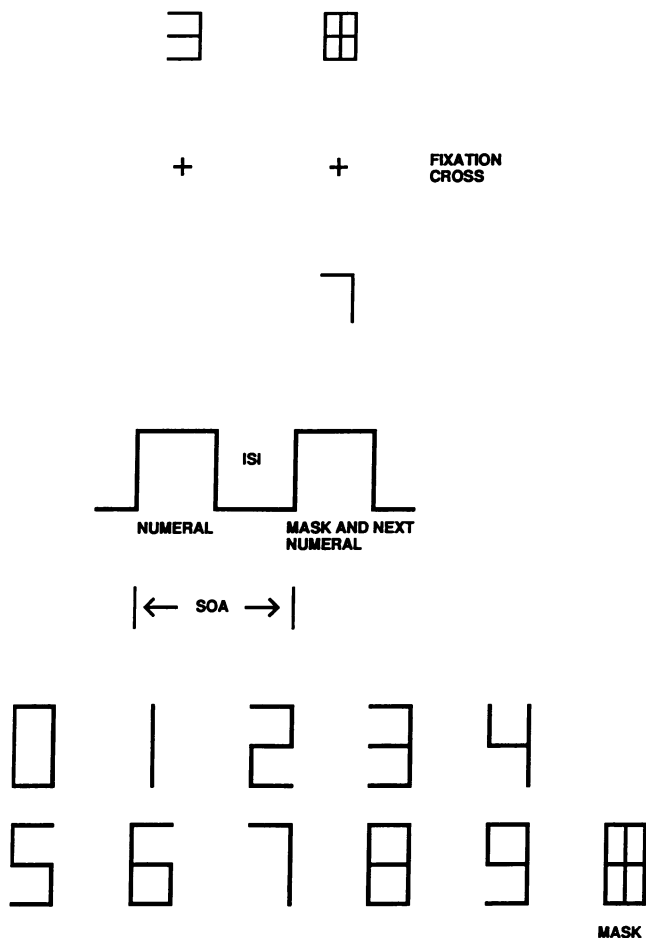 3
+ + FIXATION
CROSS
7
ISI
NUMERAL MASK AND NEXT
NUMERAL
SOA
0 1 2 3 4
5 6 7 8 9
MASK